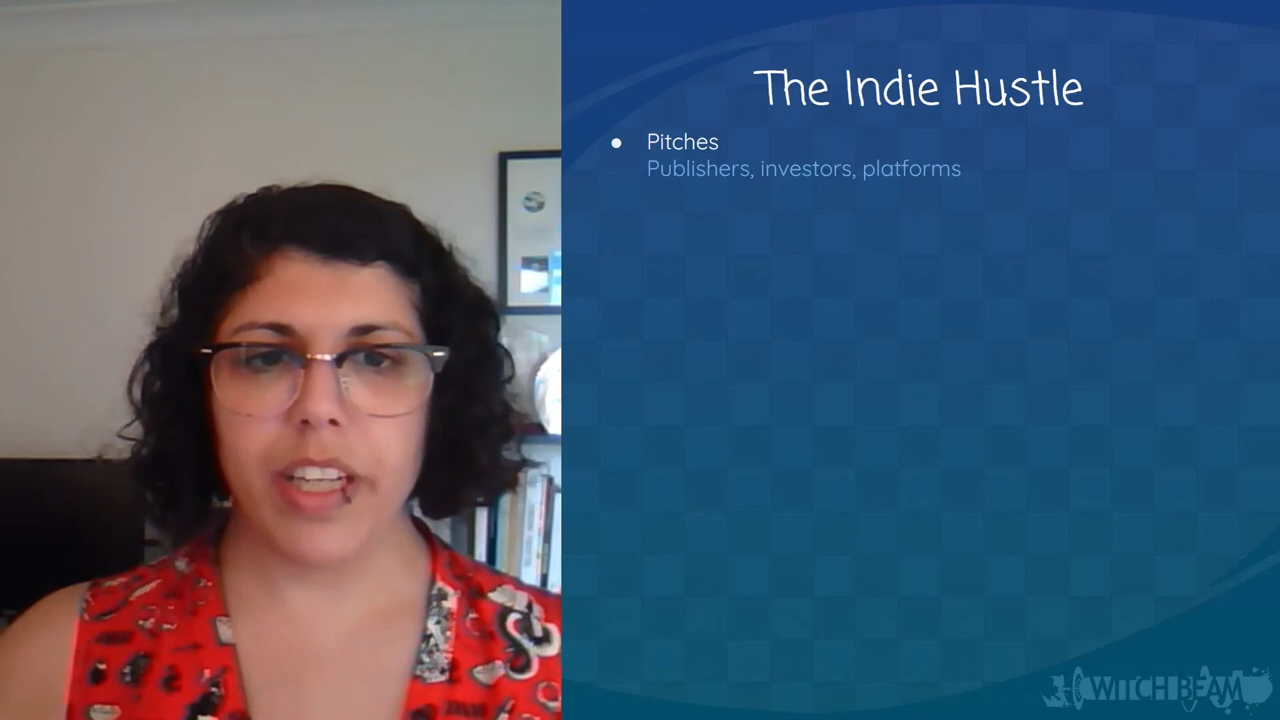 The Indie Hustle
● Pitches
Publishers, investors, platforms
WITCH BEAM